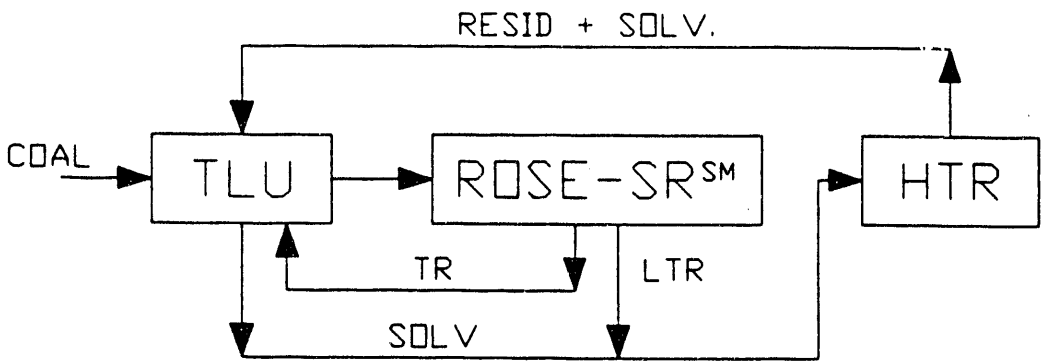 RESID + SOLV.
COAL
TLU
ROSE-SR℠
HTR
TR
LTR
SOLV